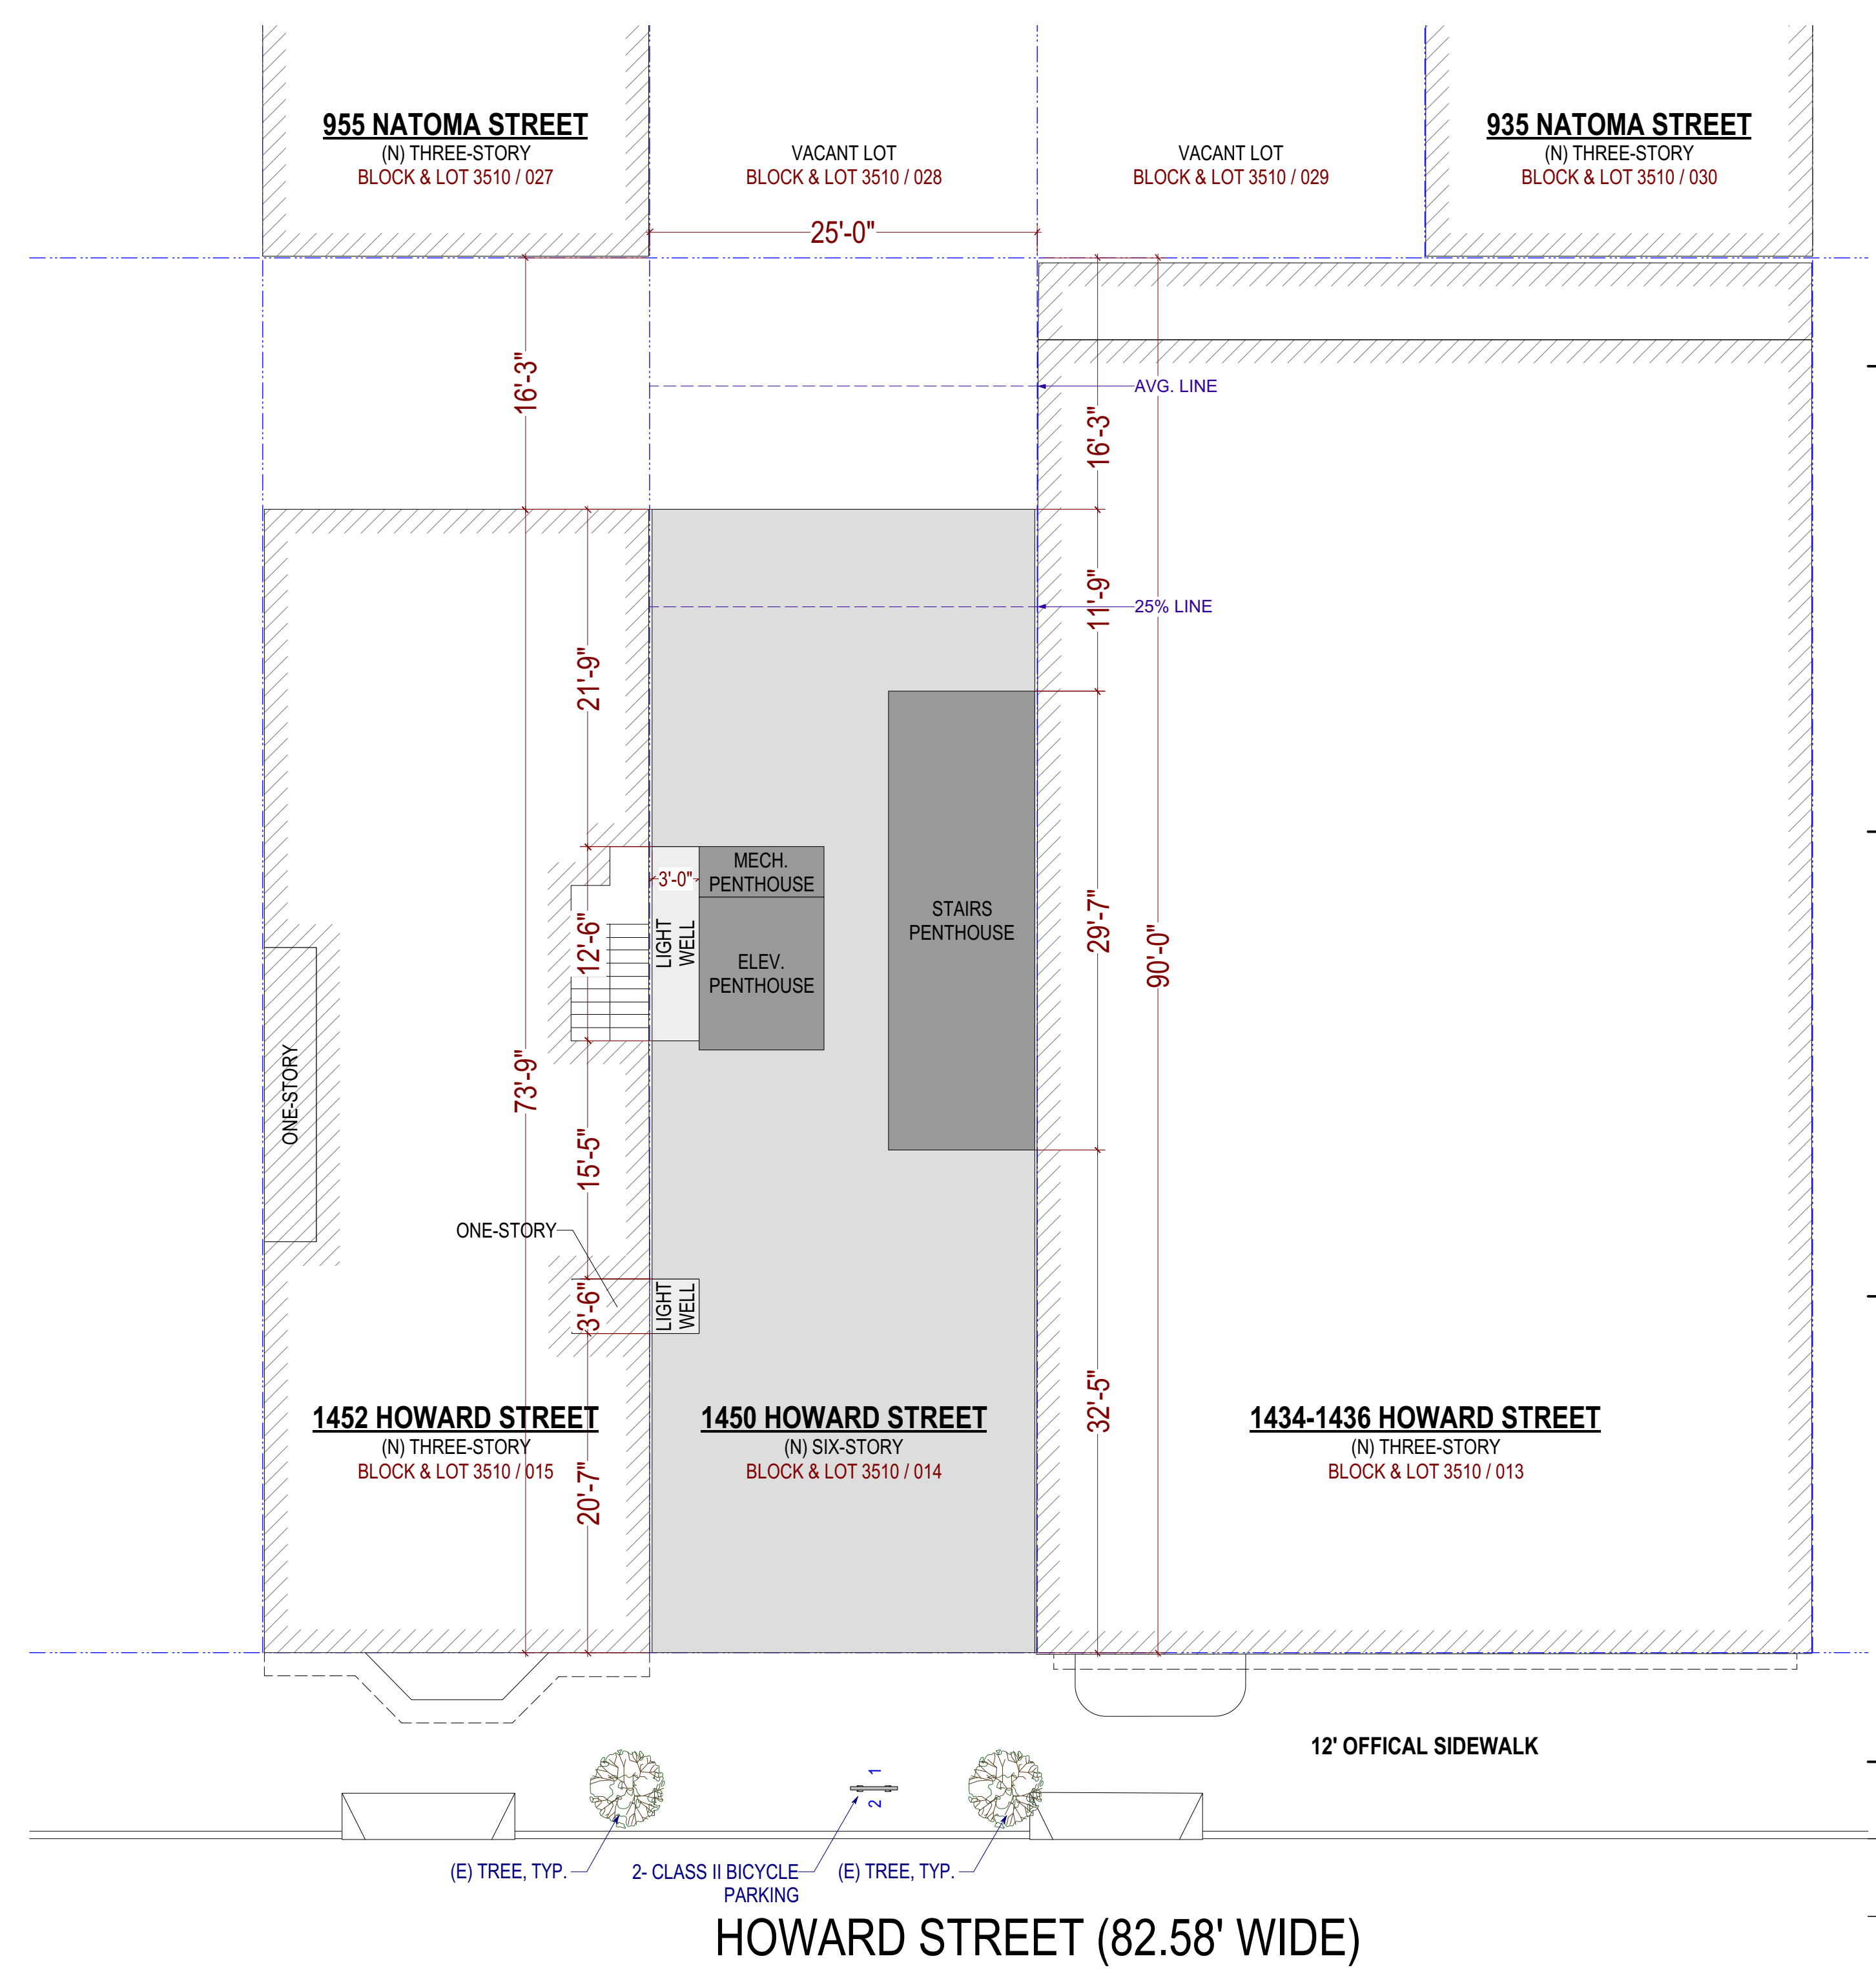 955 NATOMA STREET
(N) THREE-STORY
BLOCK & LOT 3510 / 027
VACANT LOT
BLOCK & LOT 3510 / 028
VACANT LOT
BLOCK & LOT 3510 / 029
935 NATOMA STREET
(N) THREE-STORY
BLOCK & LOT 3510 / 030
25'-0"
16'-3"
AVG. LINE
16'-3"
11'-9"
25% LINE
21'-9"
3'-0"
MECH.
PENTHOUSE
LIGHT
WELL
ELEV.
PENTHOUSE
STAIRS
PENTHOUSE
12'-6"
29'-7"
90'-0"
73'-9"
ONE-STORY
15'-5"
ONE-STORY
3'-6"
LIGHT
WELL
32'-5"
1452 HOWARD STREET
(N) THREE-STORY
BLOCK & LOT 3510 / 015
20'-7"
1450 HOWARD STREET
(N) SIX-STORY
BLOCK & LOT 3510 / 014
1434-1436 HOWARD STREET
(N) THREE-STORY
BLOCK & LOT 3510 / 013
12' OFFICAL SIDEWALK
1
2
(E) TREE, TYP.
2- CLASS II BICYCLE
PARKING
(E) TREE, TYP.
HOWARD STREET (82.58' WIDE)